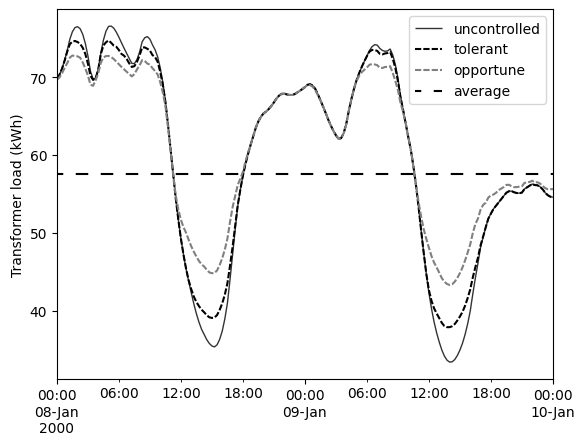 uncontrolled
tolerant
opportune
average
Transformer load (kWh)
70
60
50
40
00:00 06:00 12:00 18:00 00:00 06:00 12:00 18:00 00:00
08-Jan 09-Jan 10-Jan
2000